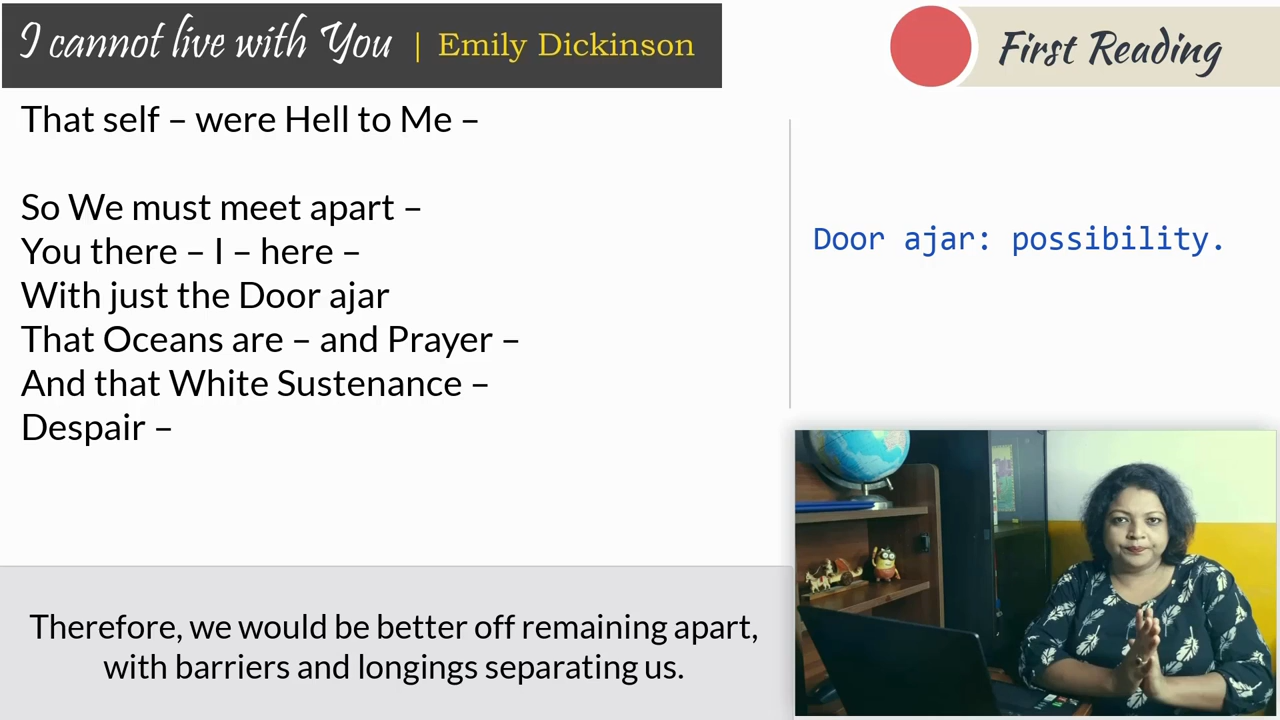 I cannot live with You | Emily Dickinson
First Reading
That self – were Hell to Me –
So We must meet apart –
You there – I – here –
With just the Door ajar
That Oceans are – and Prayer –
And that White Sustenance –
Despair –
Door ajar: possibility.
Therefore, we would be better off remaining apart,
with barriers and longings separating us.